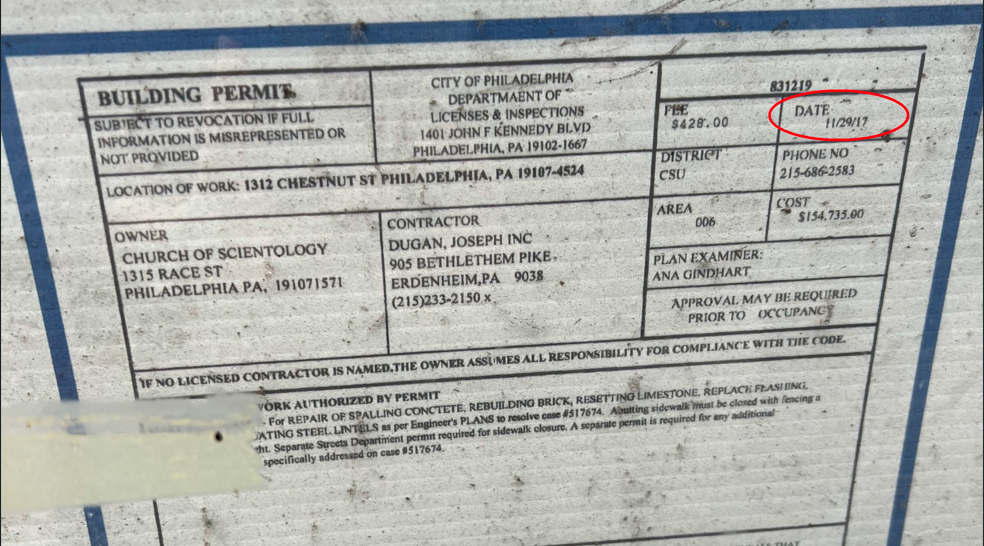 BUILDING PERMIT
SUBJECT TO REVOCATION IF FULL
INFORMATION IS MISREPRESENTED OR
NOT PROVIDED
CITY OF PHILADELPHIA
DEPARTMAENT OF
LICENSES & INSPECTIONS
1401 JOHN F KENNEDY BLVD
PHILADELPHIA, PA 19102-1667
831219
FEE
$428.00
DATE
11/29/17
LOCATION OF WORK: 1312 CHESTNUT ST PHILADELPHIA, PA 19107-4524
DISTRICT
CSU
PHONE NO
215-686-2583
OWNER
CHURCH OF SCIENTOLOGY
1315 RACE ST
PHILADELPHIA PA, 191071571
CONTRACTOR
DUGAN, JOSEPH INC
905 BETHLETHEM PIKE
ERDENHEIM,PA 9038
(215)233-2150 x
AREA
006
COST
$154,735.00
PLAN EXAMINER:
ANA GINDHART
APPROVAL MAY BE REQUIRED
PRIOR TO OCCUPANCY
IF NO LICENSED CONTRACTOR IS NAMED,THE OWNER ASSUMES ALL RESPONSIBILITY FOR COMPLIANCE WITH THE CODE.
WORK AUTHORIZED BY PERMIT
. For REPAIR OF SPALLING CONCTETE, REBUILDING BRICK, RESETTING LIMESTONE, REPLACK FLASHING,
ATING STEEL LINTELS as per Engineer's PLANS to resolve case #517674. Abutting sidewalk must be closed with fencing a
ht. Separate Streets Department permit required for sidewalk closure. A separate permit is required for any additional
specifically addressed on case #517674.